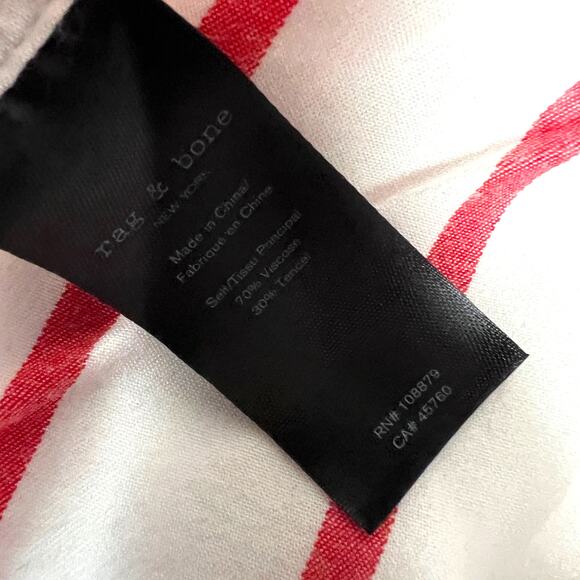 rag & bone
NEW YORK
Made in China/
Fabriqué en Chine
Self/Tissu Principal
70% Viscose
30% Tencel
RN# 108879
CA# 45760